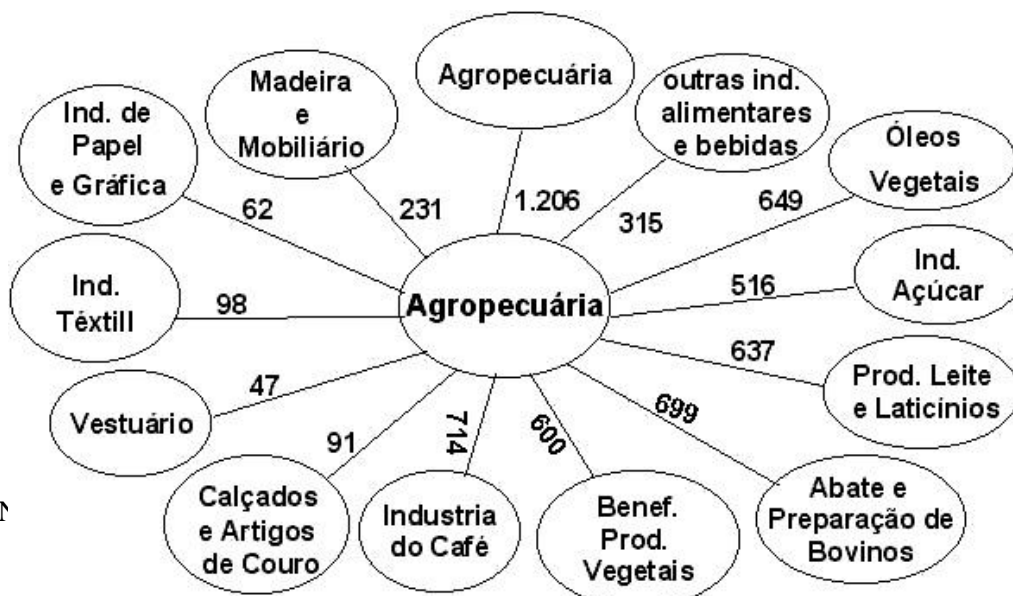 Agropecuária
outras ind.
alimentares
e bebidas
Óleos
Vegetais
Ind.
Açúcar
Prod. Leite
e Laticínios
Abate e
Preparação de
Bovinos
Benef.
Prod.
Vegetais
Industria
do Café
Calçados
e Artigos
de Couro
Vestuário
Ind.
Têxtill
Ind. de
Papel
e Gráfica
Madeira
e
Mobiliário
Agropecuária
1.206
315
649
516
637
699
600
714
91
47
98
62
231